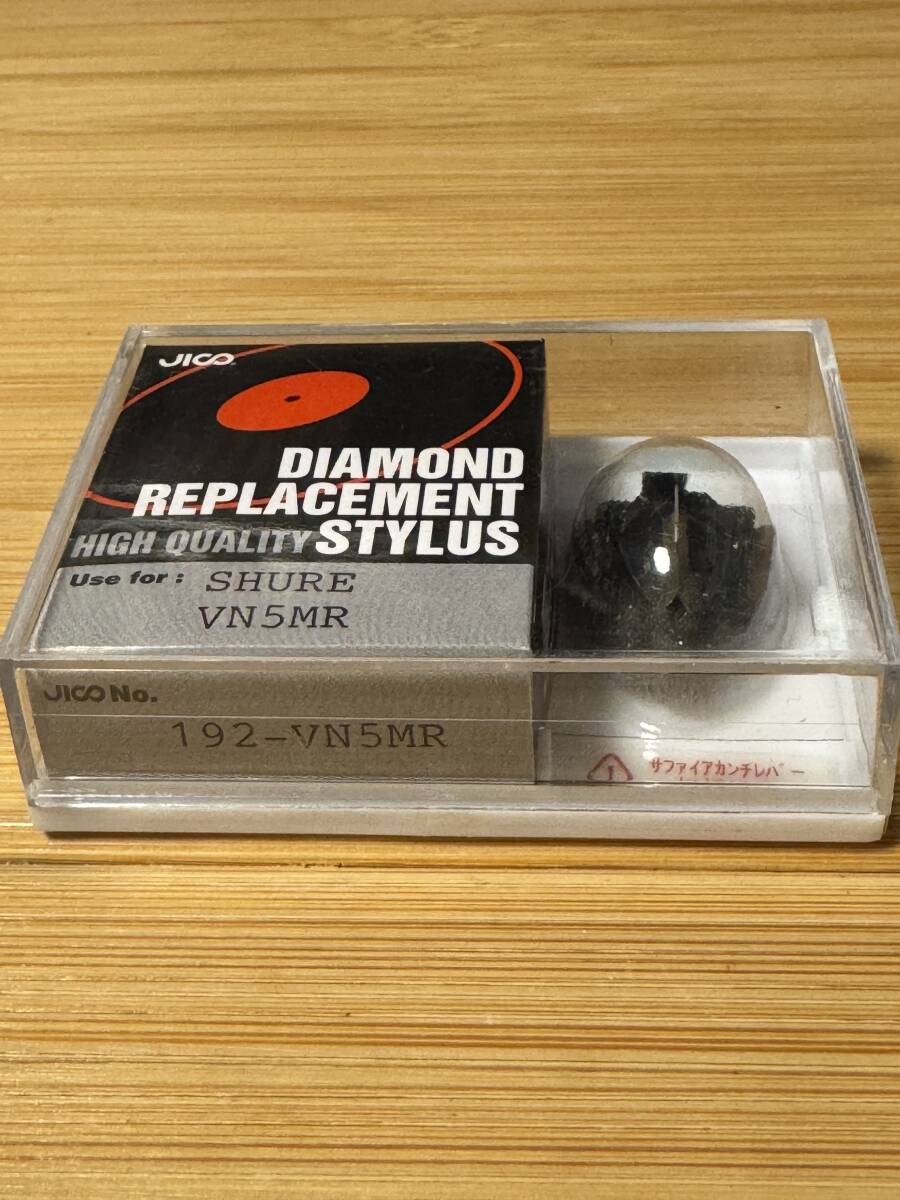 JICO
DIAMOND
REPLACEMENT
HIGH QUALITY STYLUS
Use for : SHURE
VN5MR
JICO No.
192-VN5MR
サファイアカンチレバー